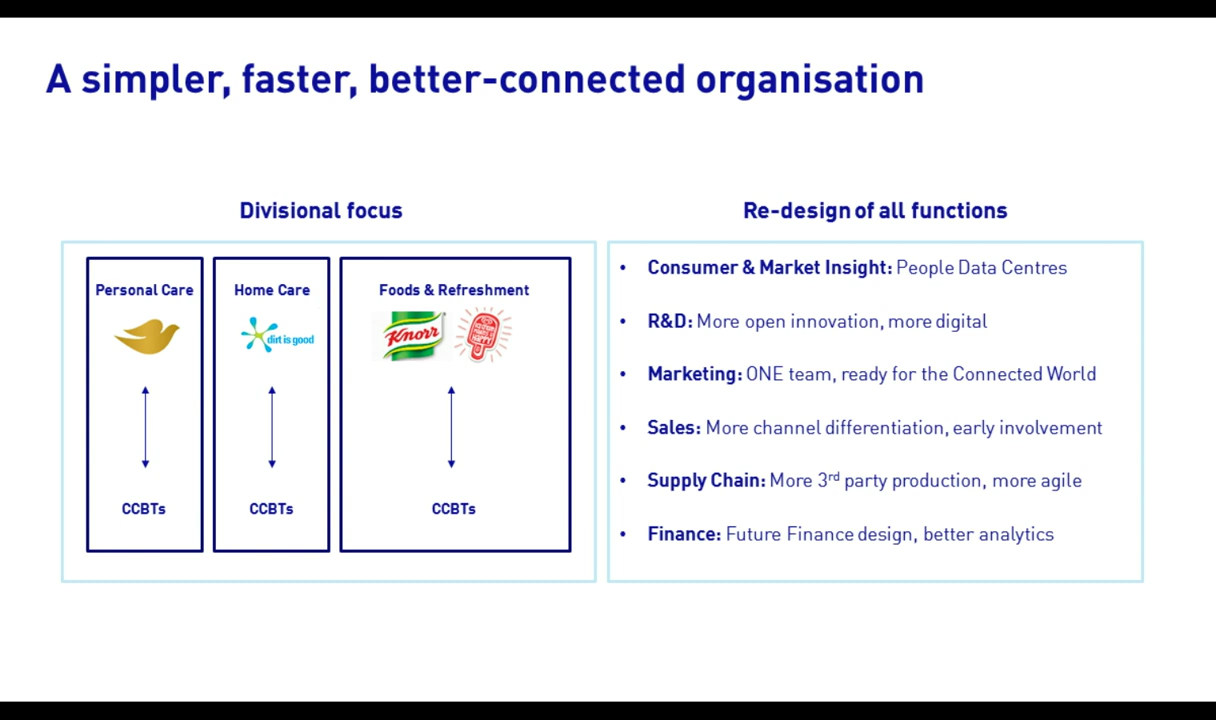 A simpler, faster, better-connected organisation
Divisional focus
Personal Care
Home Care
Foods & Refreshment
dirt is good
Knorr
CCBTs
CCBTs
CCBTs
Re-design of all functions
• Consumer & Market Insight: People Data Centres
• R&D: More open innovation, more digital
• Marketing: ONE team, ready for the Connected World
• Sales: More channel differentiation, early involvement
• Supply Chain: More 3rd party production, more agile
• Finance: Future Finance design, better analytics